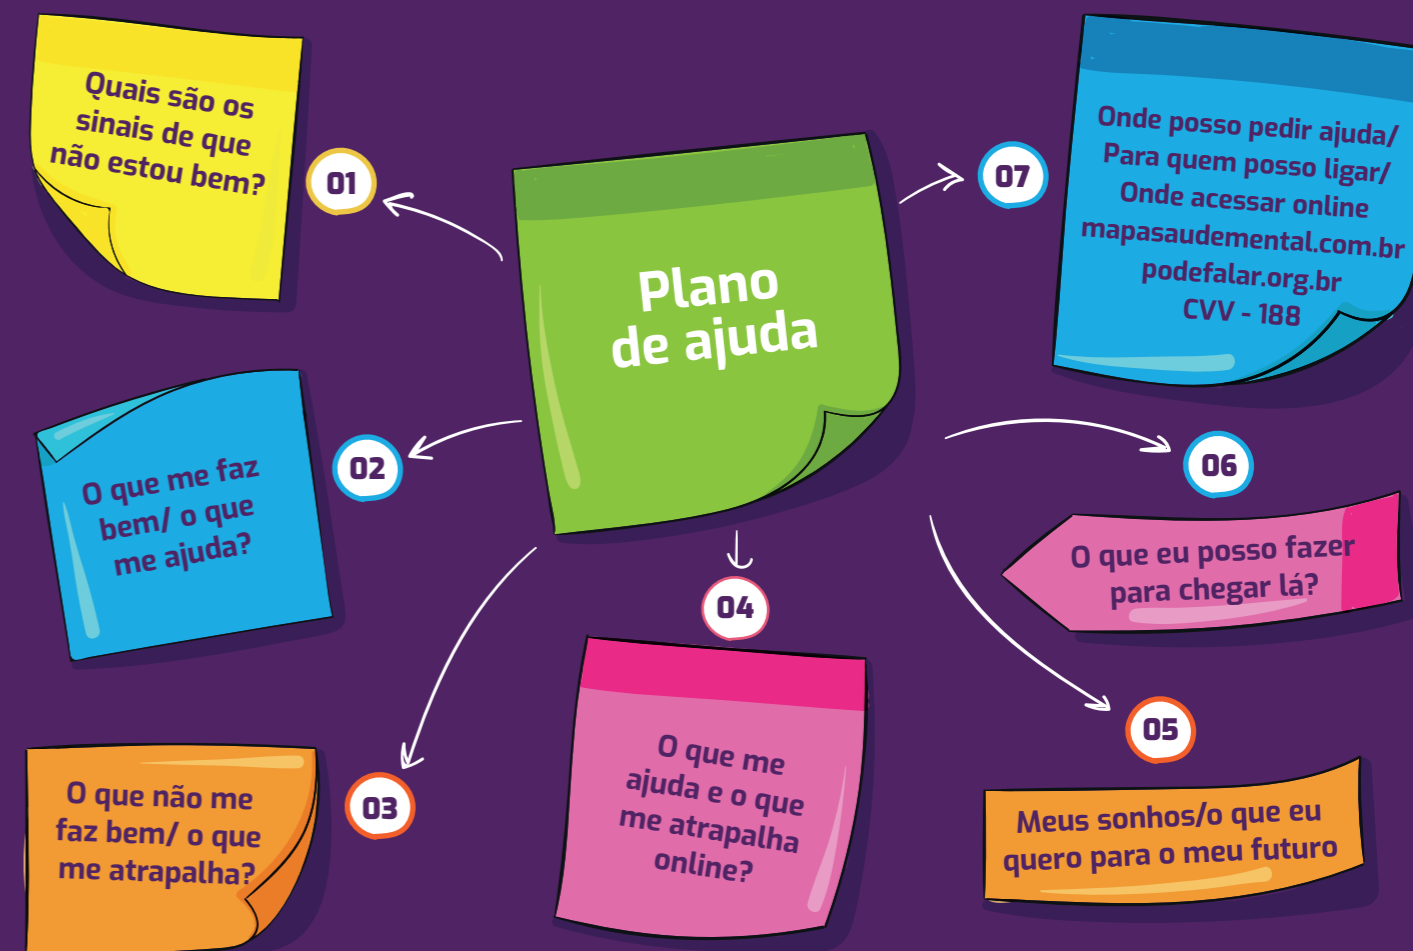 Plano
de ajuda
01
Quais são os
sinais de que
não estou bem?
02
O que me faz
bem/ o que
me ajuda?
03
O que não me
faz bem/ o que
me atrapalha?
04
O que me
ajuda e o que
me atrapalha
online?
05
Meus sonhos/o que eu
quero para o meu futuro
06
O que eu posso fazer
para chegar lá?
07
Onde posso pedir ajuda/
Para quem posso ligar/
Onde acessar online
mapasaudemental.com.br
podefalar.org.br
CVV - 188